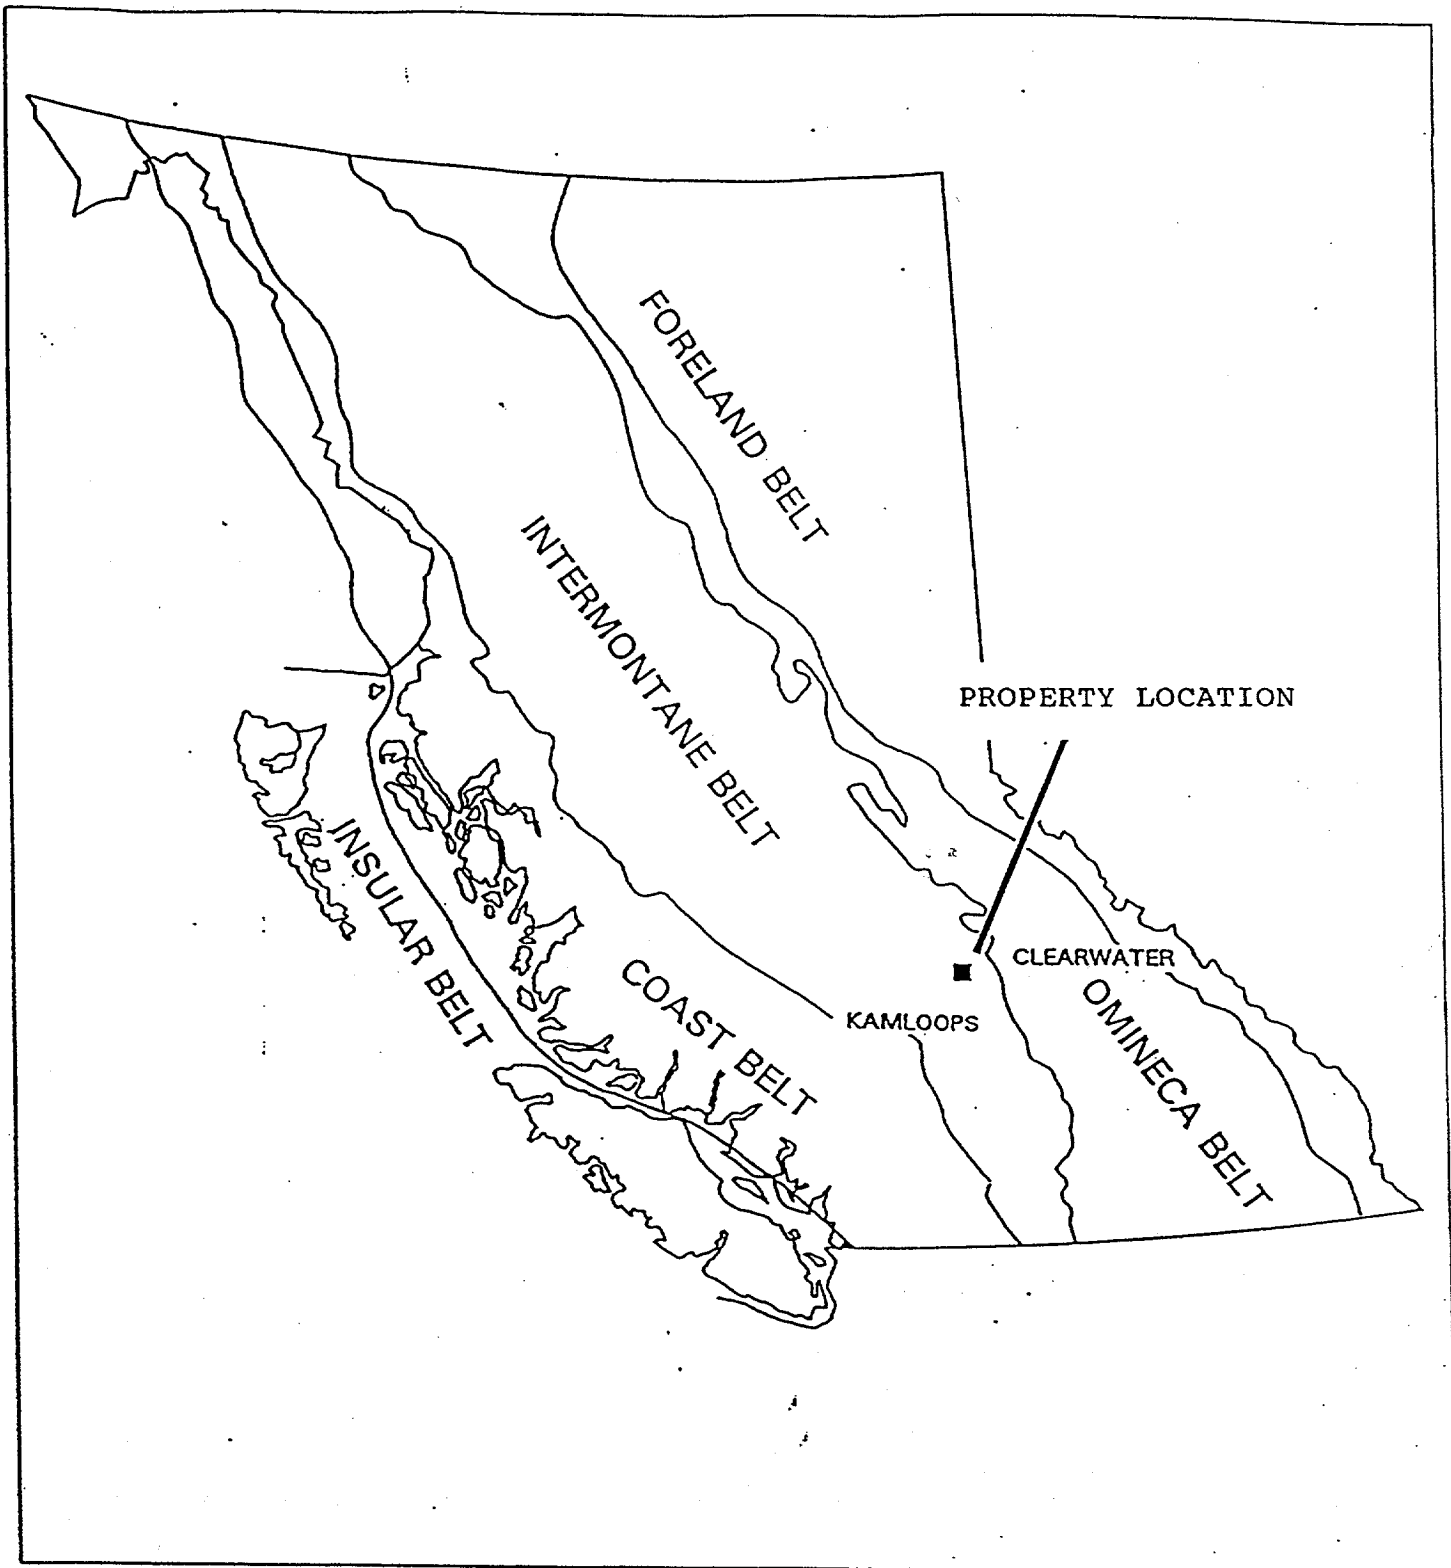 FORELAND BELT
INTERMONTANE BELT
PROPERTY LOCATION
INSULAR BELT
COAST BELT
CLEARWATER
KAMLOOPS
OMINECA BELT